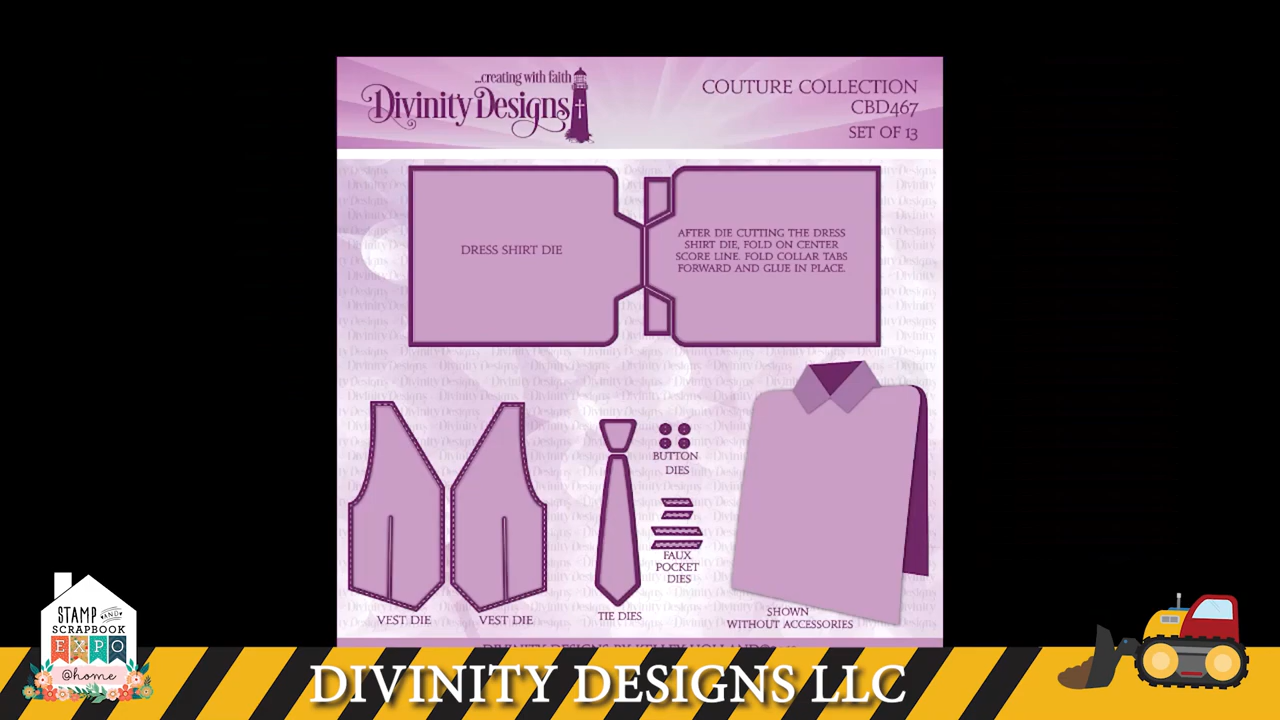 ...creating with faith
Divinity Designs
COUTURE COLLECTION
CBD467
SET OF 13
DRESS SHIRT DIE
AFTER DIE CUTTING THE DRESS
SHIRT DIE, FOLD ON CENTER
SCORE LINE. FOLD COLLAR TABS
FORWARD AND GLUE IN PLACE.
BUTTON
DIES
FAUX
POCKET
DIES
VEST DIE
VEST DIE
TIE DIES
SHOWN
WITHOUT ACCESSORIES
STAMP AND
SCRAPBOOK
EXPO
@home
DIVINITY DESIGNS LLC